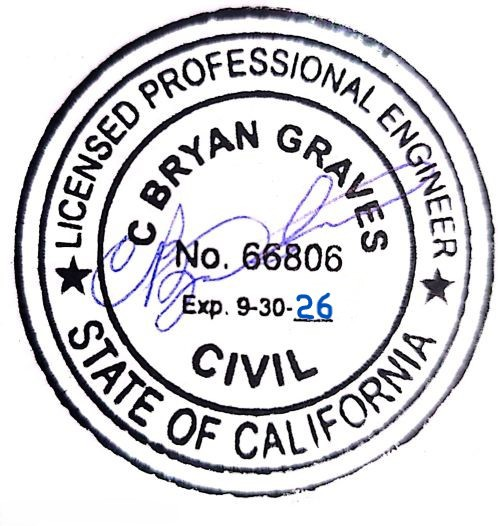 LICENSED PROFESSIONAL ENGINEER
C BRYAN GRAVES
No. 66806
Exp. 9-30-26
CIVIL
STATE OF CALIFORNIA